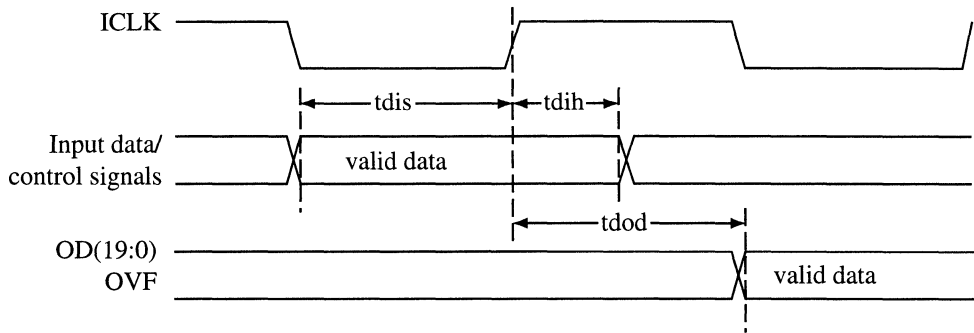 ICLK
tdis
tdih
Input data/
control signals
valid data
tdod
OD(19:0)
OVF
valid data